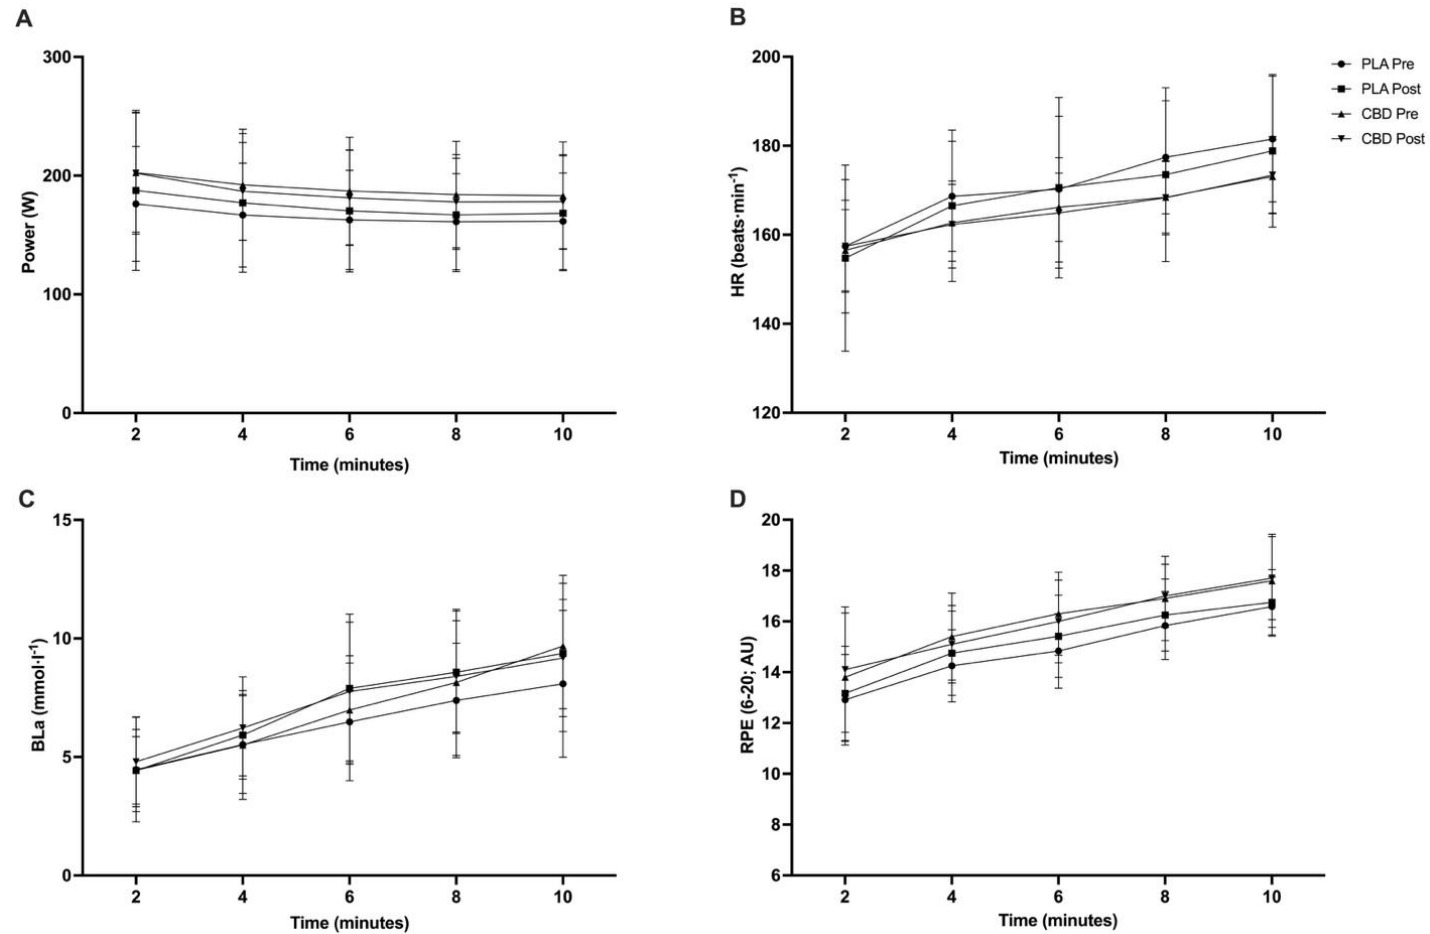 A
300
200
100
0
Power (W)
2 4 6 8 10
Time (minutes)
B
200
180
160
140
120
HR (beats·min-1)
2 4 6 8 10
Time (minutes)
PLA Pre
PLA Post
CBD Pre
CBD Post
C
15
10
5
0
BLa (mmol·l-1)
2 4 6 8 10
Time (minutes)
D
20
18
16
14
12
10
8
6
RPE (6-20; AU)
2 4 6 8 10
Time (minutes)